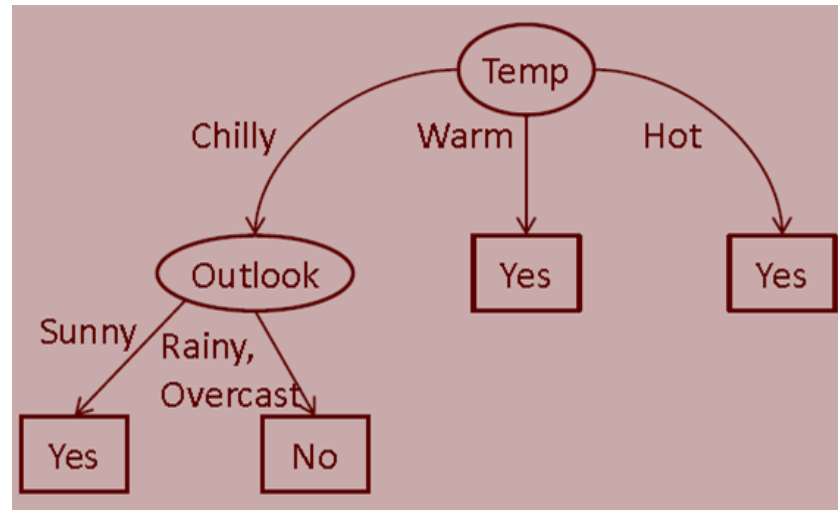 Temp
Chilly
Warm
Hot
Outlook
Yes
Yes
Sunny
Rainy,
Overcast
Yes
No